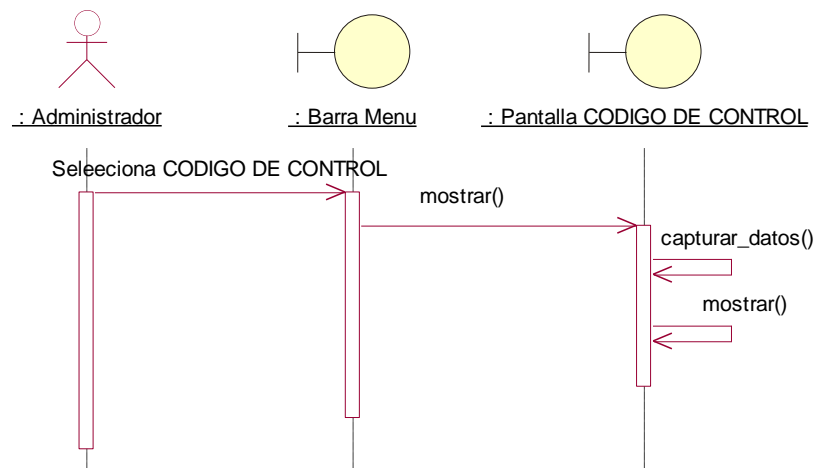 : Administrador
: Barra Menu
: Pantalla CODIGO DE CONTROL
Seleeciona CODIGO DE CONTROL
mostrar()
capturar_datos()
mostrar()